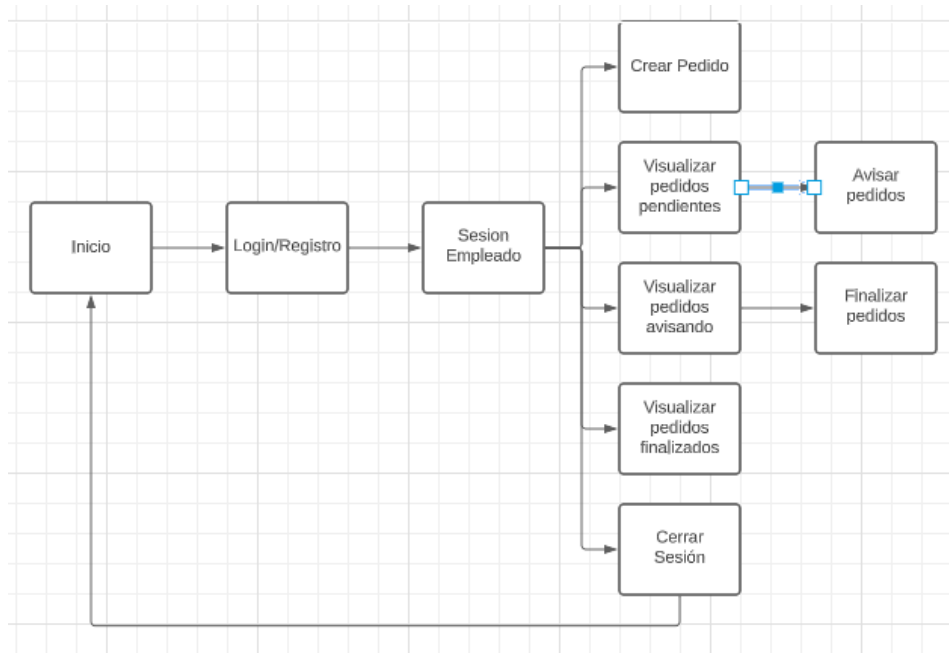 Crear Pedido
Visualizar
pedidos
pendientes
Avisar
pedidos
Inicio
Login/Registro
Sesion
Empleado
Visualizar
pedidos
avisando
Finalizar
pedidos
Visualizar
pedidos
finalizados
Cerrar
Sesión